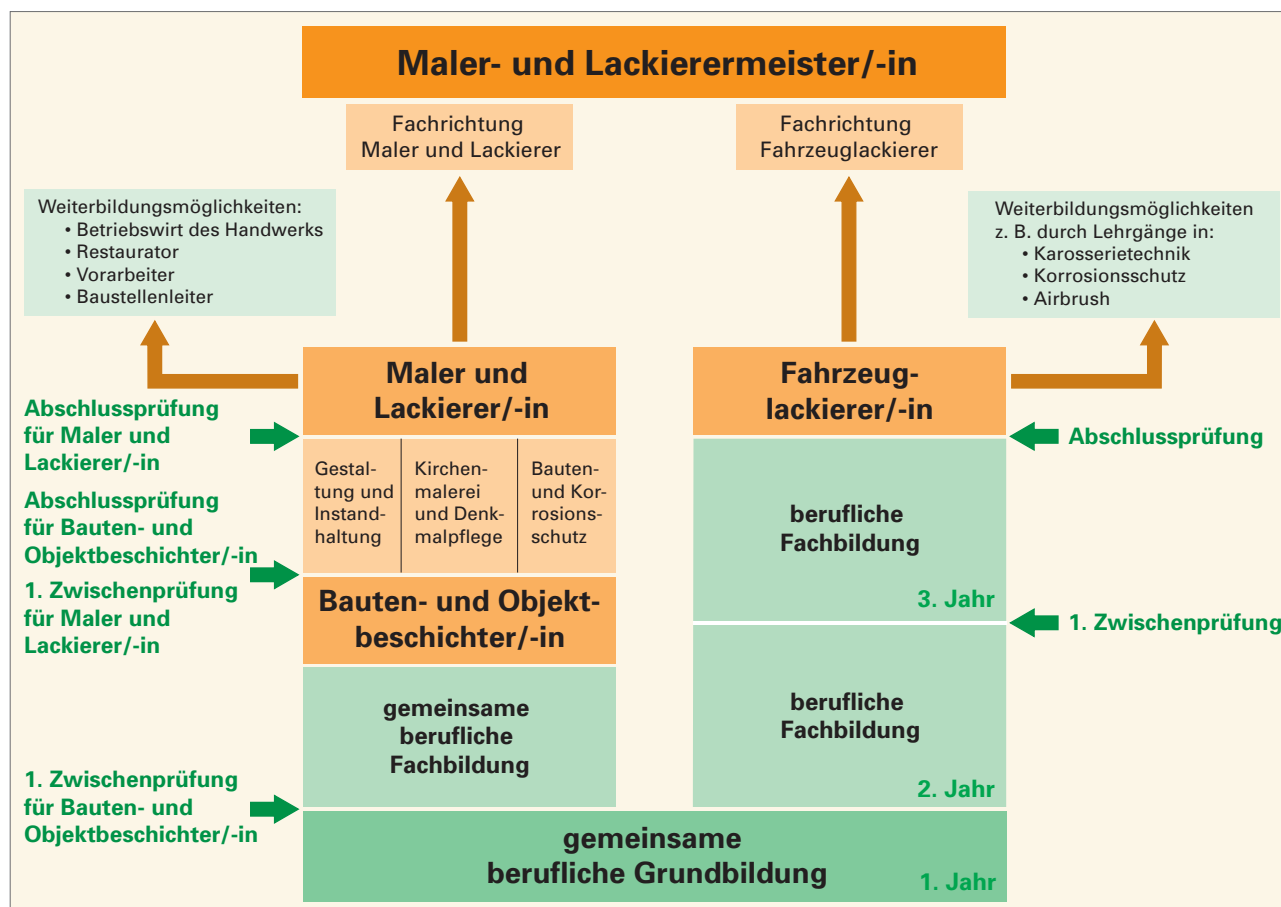 Maler- und Lackierermeister/-in
Fachrichtung
Maler und Lackierer
Fachrichtung
Fahrzeuglackierer
Weiterbildungsmöglichkeiten:
• Betriebswirt des Handwerks
• Restaurator
• Vorarbeiter
• Baustellenleiter
Weiterbildungsmöglichkeiten
z. B. durch Lehrgänge in:
• Karosserietechnik
• Korrosionsschutz
• Airbrush
Maler und
Lackierer/-in
Fahrzeug-
lackierer/-in
Abschlussprüfung
für Maler und
Lackierer/-in
Abschlussprüfung
Gestal-
tung und
Instand-
haltung
Kirchen-
malerei
und Denk-
malpflege
Bauten-
und Kor-
rosions-
schutz
berufliche
Fachbildung
3. Jahr
Abschlussprüfung
für Bauten- und
Objektbeschichter/-in
1. Zwischenprüfung
für Maler und
Lackierer/-in
Bauten- und Objekt-
beschichter/-in
1. Zwischenprüfung
gemeinsame
berufliche
Fachbildung
berufliche
Fachbildung
2. Jahr
1. Zwischenprüfung
für Bauten- und
Objektbeschichter/-in
gemeinsame
berufliche Grundbildung
1. Jahr